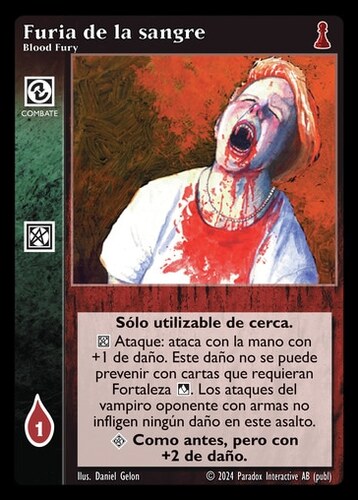 Furia de la sangre
Blood Fury
COMBATE
Sólo utilizable de cerca.
Ataque: ataca con la mano con
+1 de daño. Este daño no se puede
prevenir con cartas que requieran
Fortaleza . Los ataques del
vampiro oponente con armas no
infligen ningún daño en este asalto.
Como antes, pero con
+2 de daño.
1
Ilus. Daniel Gelon
© 2024 Paradox Interactive AB (publ)